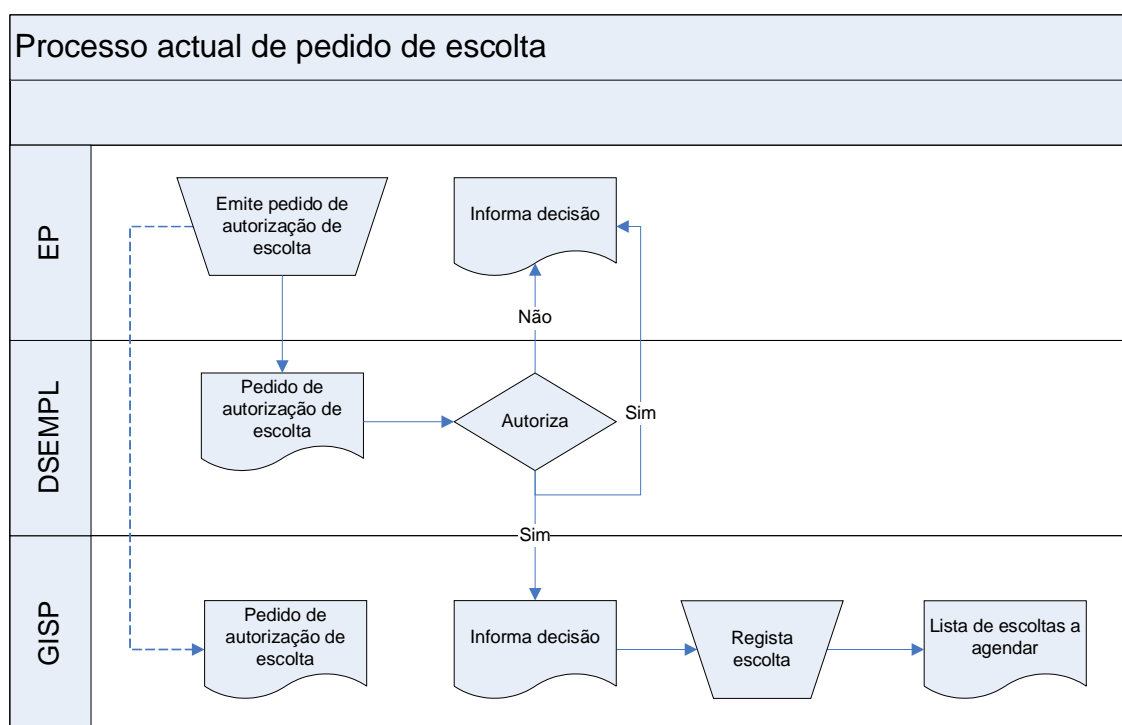 Processo actual de pedido de escolta
EP
Emite pedido de
autorização de
escolta
Informa decisão
Não
DSEMPL
Pedido de
autorização de
escolta
Autoriza
Sim
Sim
GISP
Pedido de
autorização de
escolta
Informa decisão
Regista
escolta
Lista de escoltas a
agendar